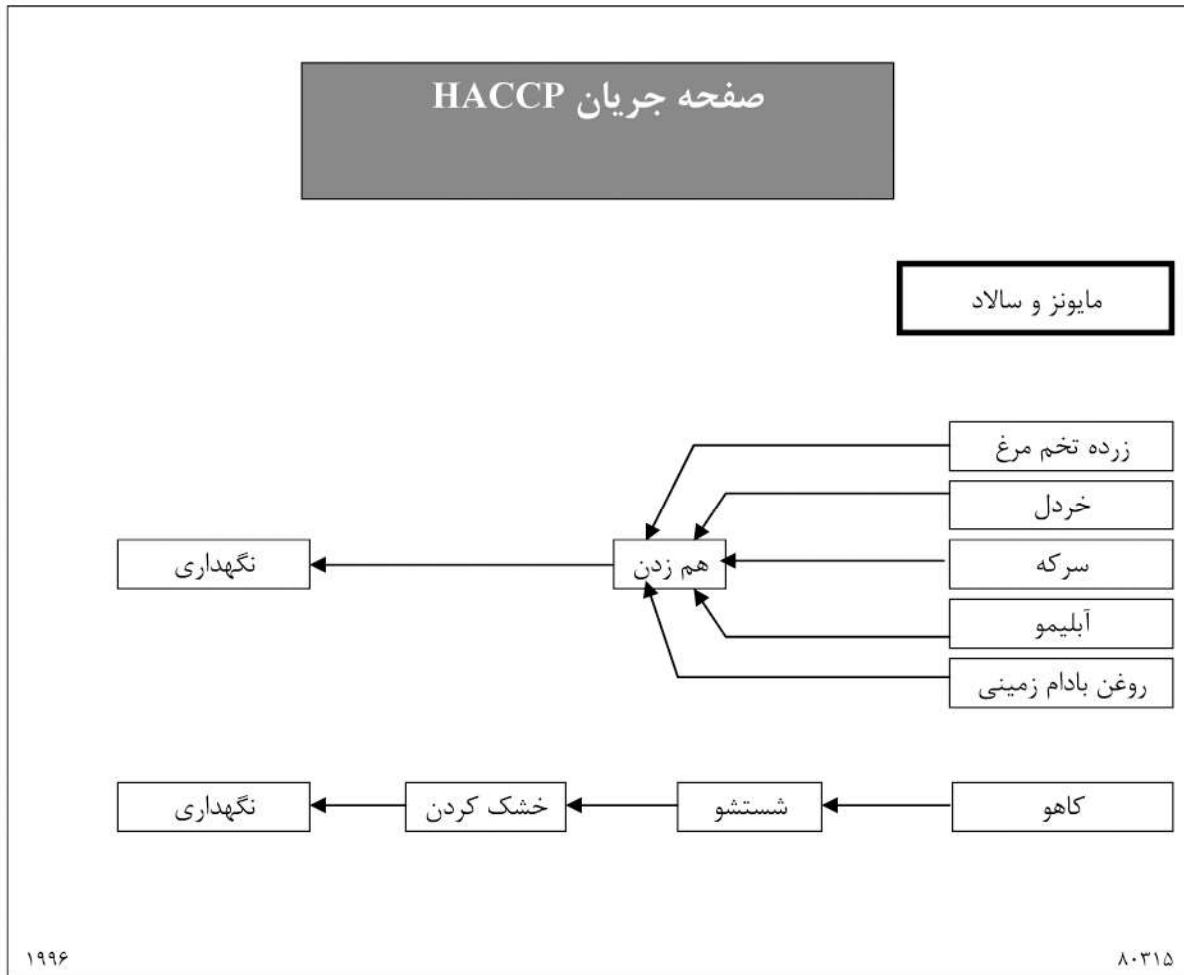 صفحه جریان HACCP
مایونز و سالاد
زرده تخم مرغ
خردل
سرکه
آبلیمو
روغن بادام زمینی
هم زدن
نگهداری
کاهو
شستشو
خشک کردن
نگهداری
۸۰۳۱۵
۱۹۹۶